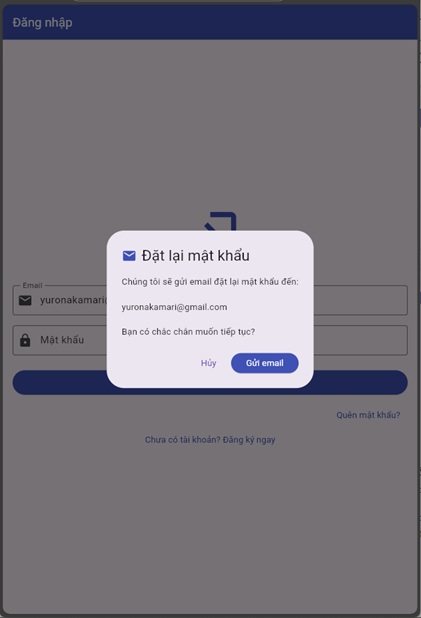 Đăng nhập
Đặt lại mật khẩu
Chúng tôi sẽ gửi email đặt lại mật khẩu đến:
yuronakamari@gmail.com
Bạn có chắc chắn muốn tiếp tục?
Hủy
Gửi email
Email
yuronakamari
Mật khẩu
Quên mật khẩu?
Chưa có tài khoản? Đăng ký ngay